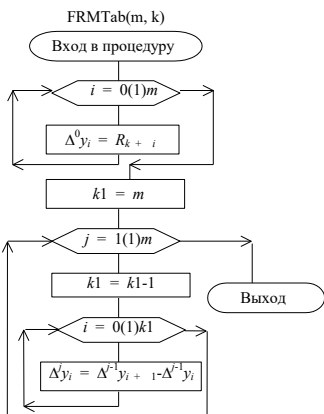 FRMTab(m, k)
Вход в процедуру
i = 0(1)m
Δ⁰yᵢ = Rₖ ₊ ᵢ
k1 = m
j = 1(1)m
k1 = k1-1
Выход
i = 0(1)k1
Δʲyᵢ = Δʲ⁻¹yᵢ ₊ ₁-Δʲ⁻¹yᵢ